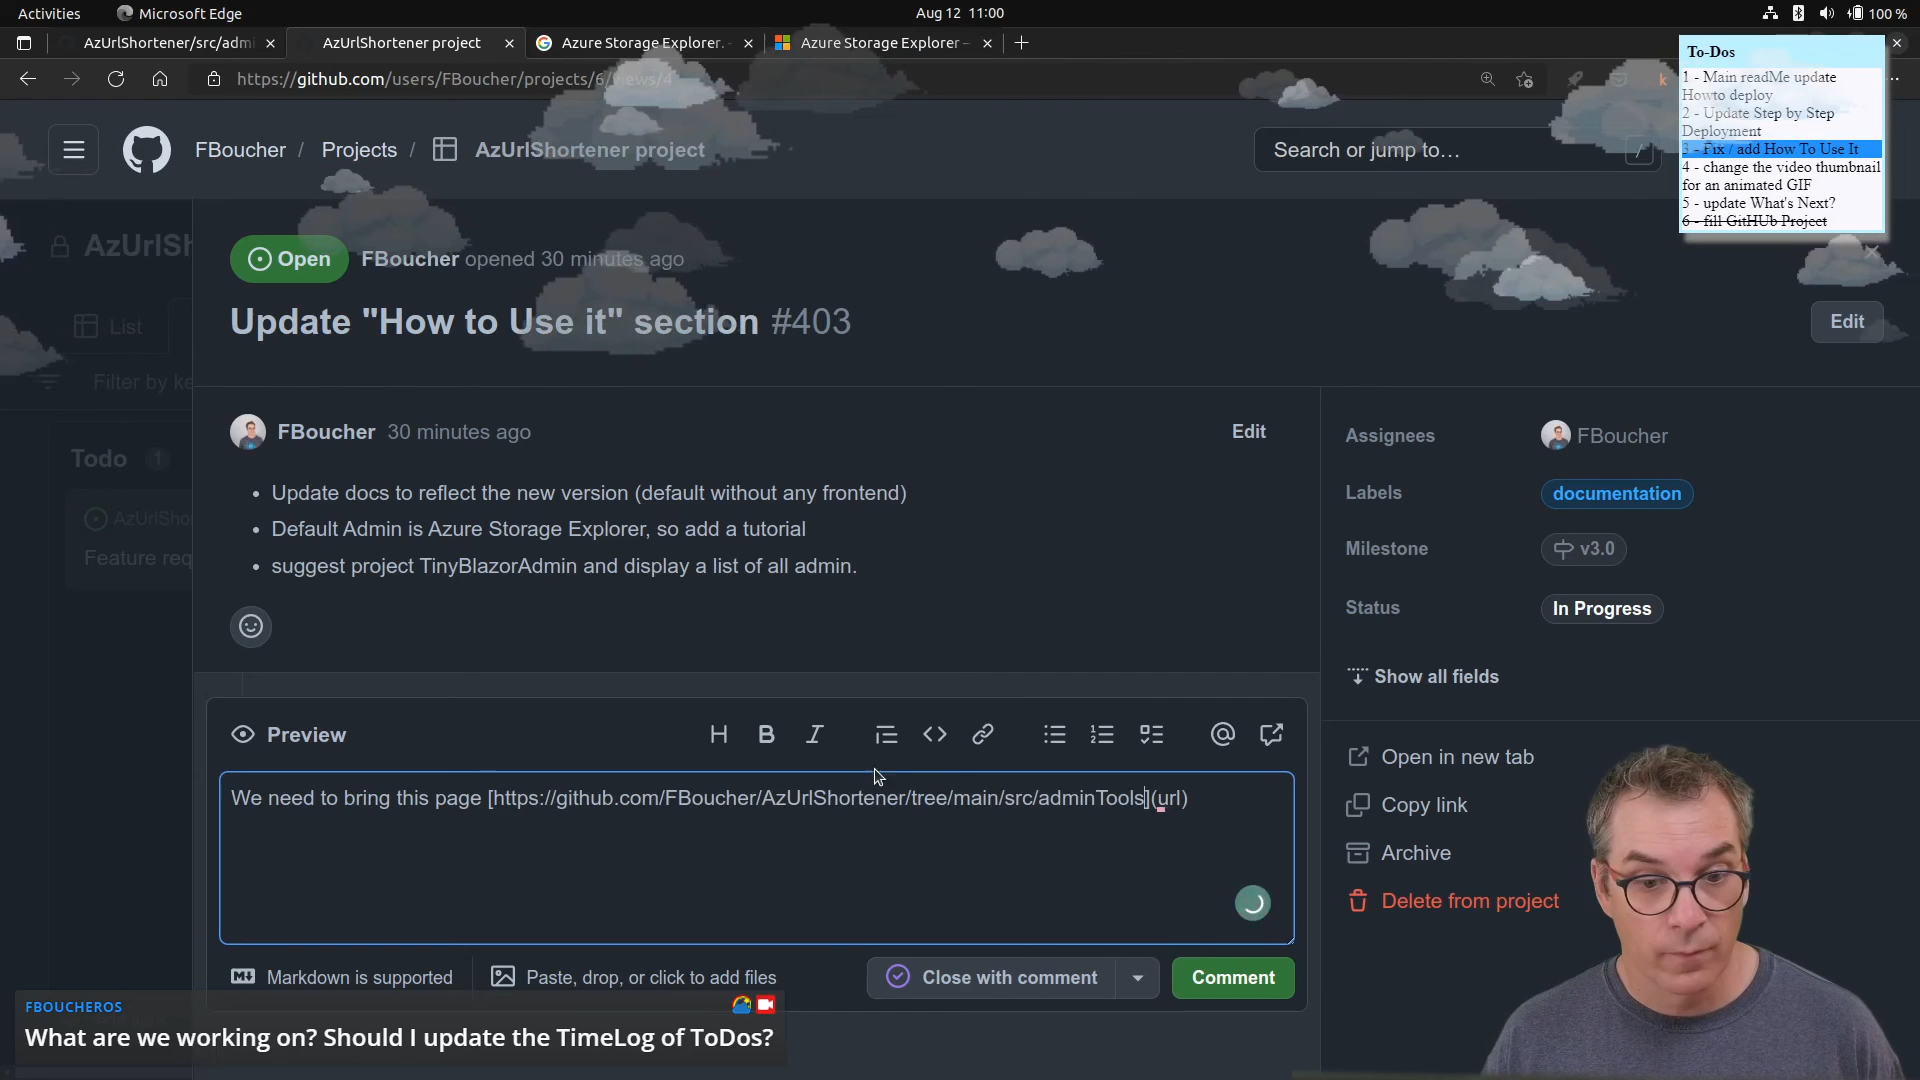 Activities
Microsoft Edge
Aug 12 11:00
100 %
AzUrlShortener/src/admi
AzUrlShortener project
Azure Storage Explorer.
Azure Storage Explorer –
https://github.com/users/FBoucher/projects/6/views/4
To-Dos
1 - Main readMe update
Howto deploy
2 - Update Step by Step
Deployment
3 - Fix / add How To Use It
4 - change the video thumbnail
for an animated GIF
5 - update What's Next?
6 - fill GitHUb Project
FBoucher / Projects / AzUrlShortener project
Search or jump to…
/
AzUrlSh
List
Filter by ke
Todo 1
AzUrlShor
Feature req
Open
FBoucher opened 30 minutes ago
Update "How to Use it" section #403
Edit
FBoucher 30 minutes ago
Edit
• Update docs to reflect the new version (default without any frontend)
• Default Admin is Azure Storage Explorer, so add a tutorial
• suggest project TinyBlazorAdmin and display a list of all admin.
Assignees
FBoucher
Labels
documentation
Milestone
v3.0
Status
In Progress
Show all fields
Open in new tab
Copy link
Archive
Delete from project
Preview
We need to bring this page [https://github.com/FBoucher/AzUrlShortener/tree/main/src/adminTools](url)
Markdown is supported
Paste, drop, or click to add files
Close with comment
Comment
FBOUCHEROS
What are we working on? Should I update the TimeLog of ToDos?